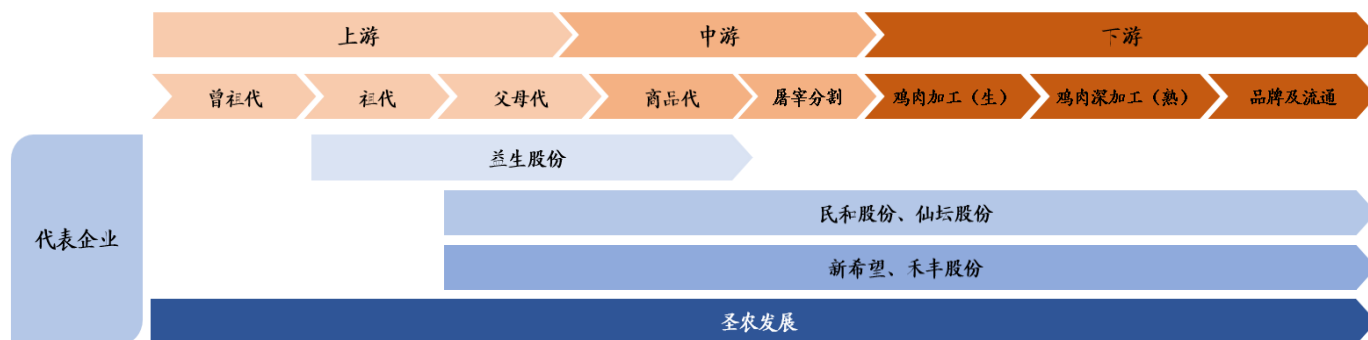 上游 中游 下游
曾祖代 祖代 父母代 商品代 屠宰分割 鸡肉加工（生） 鸡肉深加工（熟） 品牌及流通
益生股份
民和股份、仙坛股份
代表企业
新希望、禾丰股份
圣农发展